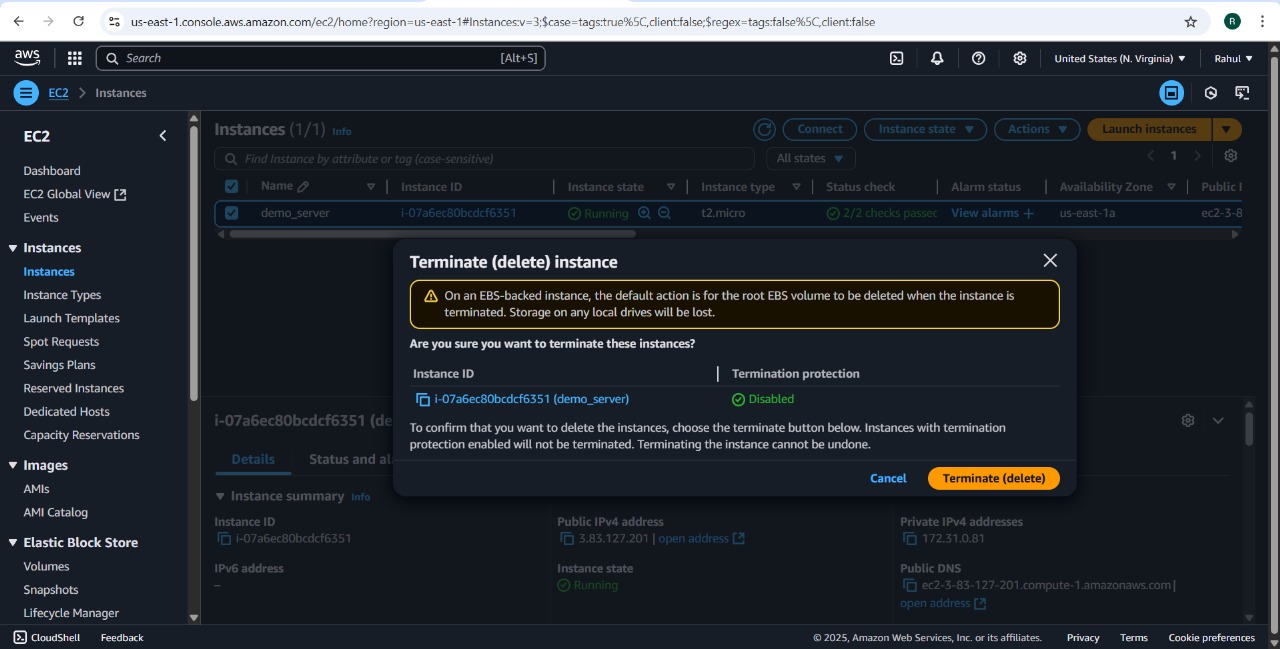 us-east-1.console.aws.amazon.com/ec2/home?region=us-east-1#Instances:v=3;$case=tags:true%5C,client:false;$regex=tags:false%5C,client:false
R
aws
Search
[Alt+S]
United States (N. Virginia)
Rahul
EC2
Instances
EC2
Dashboard
EC2 Global View
Events
Instances
Instances
Instance Types
Launch Templates
Spot Requests
Savings Plans
Reserved Instances
Dedicated Hosts
Capacity Reservations
Images
AMIs
AMI Catalog
Elastic Block Store
Volumes
Snapshots
Lifecycle Manager
Instances (1/1) Info
Connect
Instance state
Actions
Launch instances
Find Instance by attribute or tag (case-sensitive)
All states
1
Name Instance ID Instance state Instance type Status check Alarm status Availability Zone Public I
demo_server i-07a6ec80bcdcf6351 Running t2.micro 2/2 checks passec View alarms + us-east-1a ec2-3-8
Terminate (delete) instance
On an EBS-backed instance, the default action is for the root EBS volume to be deleted when the instance is
terminated. Storage on any local drives will be lost.
Are you sure you want to terminate these instances?
Instance ID Termination protection
i-07a6ec80bcdcf6351 (demo_server) Disabled
To confirm that you want to delete the instances, choose the terminate button below. Instances with termination
protection enabled will not be terminated. Terminating the instance cannot be undone.
Cancel
Terminate (delete)
i-07a6ec80bcdcf6351 (de
Details
Status and al
Instance summary Info
Instance ID
i-07a6ec80bcdcf6351
Public IPv4 address
3.83.127.201 | open address
Private IPv4 addresses
172.31.0.81
IPv6 address
–
Instance state
Running
Public DNS
ec2-3-83-127-201.compute-1.amazonaws.com |
open address
CloudShell
Feedback
© 2025, Amazon Web Services, Inc. or its affiliates.
Privacy
Terms
Cookie preferences